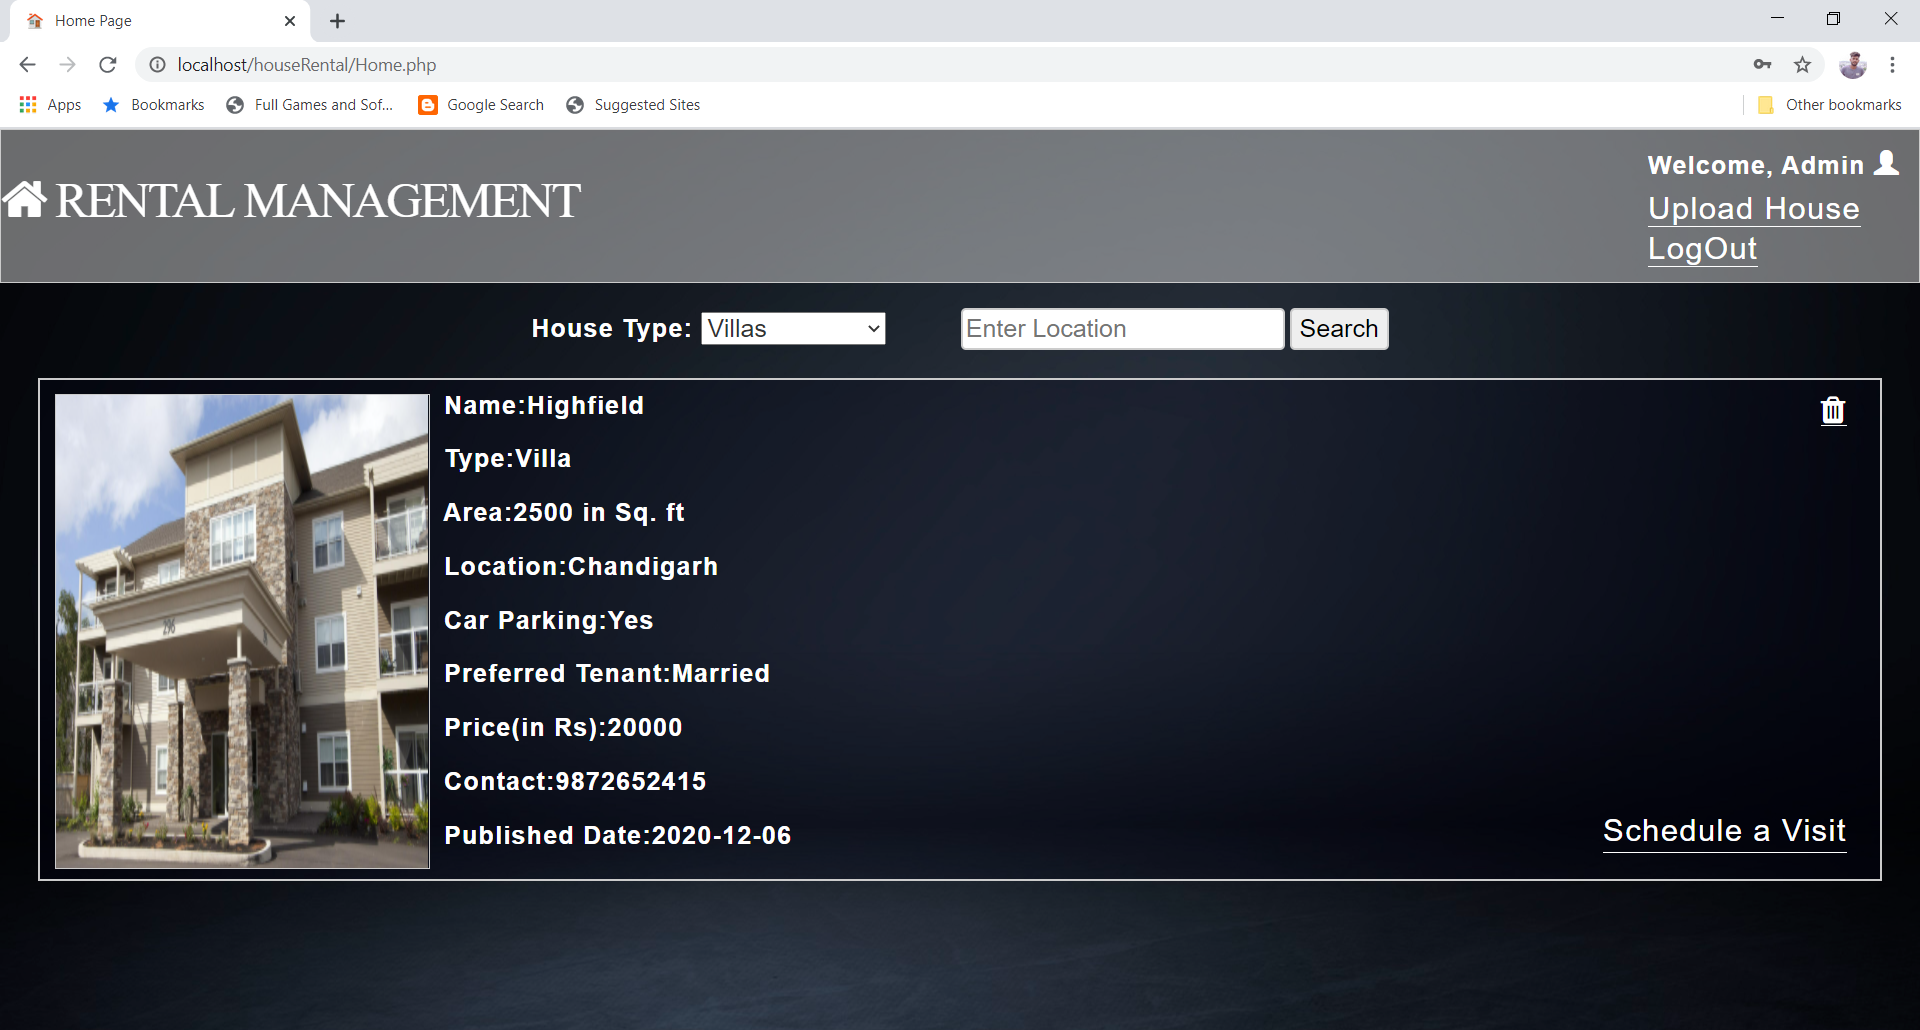 Home Page
localhost/houseRental/Home.php
Apps
Bookmarks
Full Games and Sof...
Google Search
Suggested Sites
Other bookmarks
RENTAL MANAGEMENT
Welcome, Admin
Upload House
LogOut
House Type: Villas
Enter Location
Search
Name:Highfield
Type:Villa
Area:2500 in Sq. ft
Location:Chandigarh
Car Parking:Yes
Preferred Tenant:Married
Price(in Rs):20000
Contact:9872652415
Published Date:2020-12-06
Schedule a Visit
296